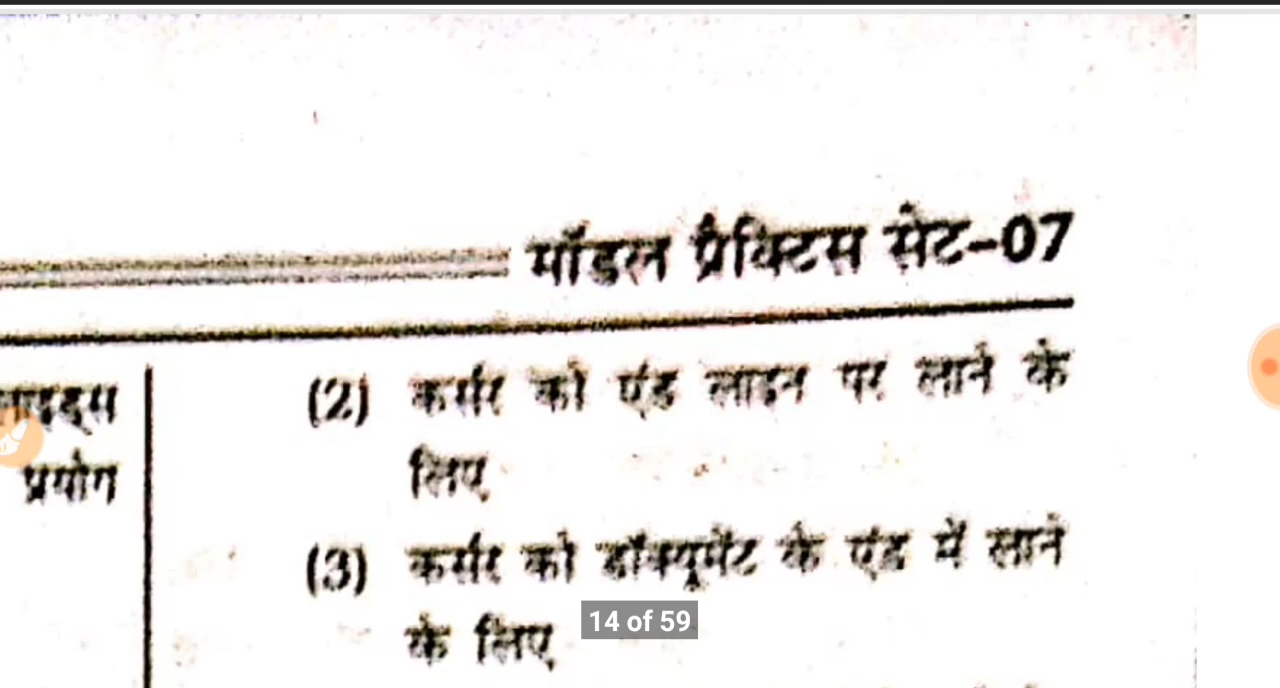 मॉडल प्रैक्टिस सेट-07
प्रयोग
(2) कर्सर को एंड लाइन पर लाने के
लिए
(3) कर्सर को डॉक्यूमेंट के एंड में लाने
के लिए
14 of 59